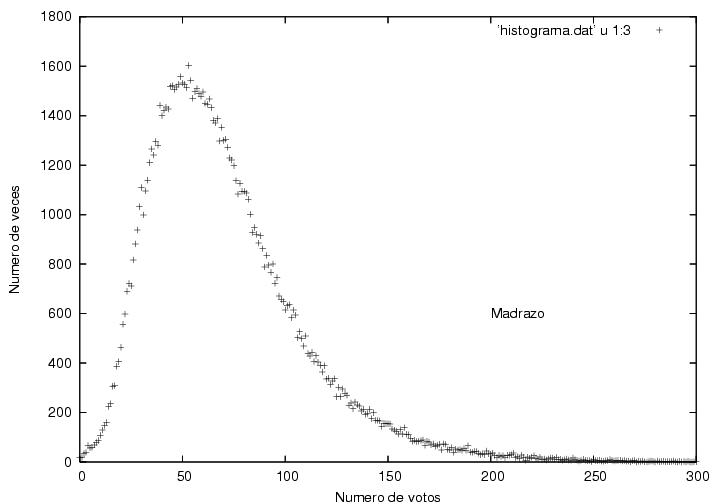 1800
1600
1400
1200
1000
800
600
400
200
0
Numero de veces
'histograma.dat' u 1:3
Madrazo
0 50 100 150 200 250 300
Numero de votos